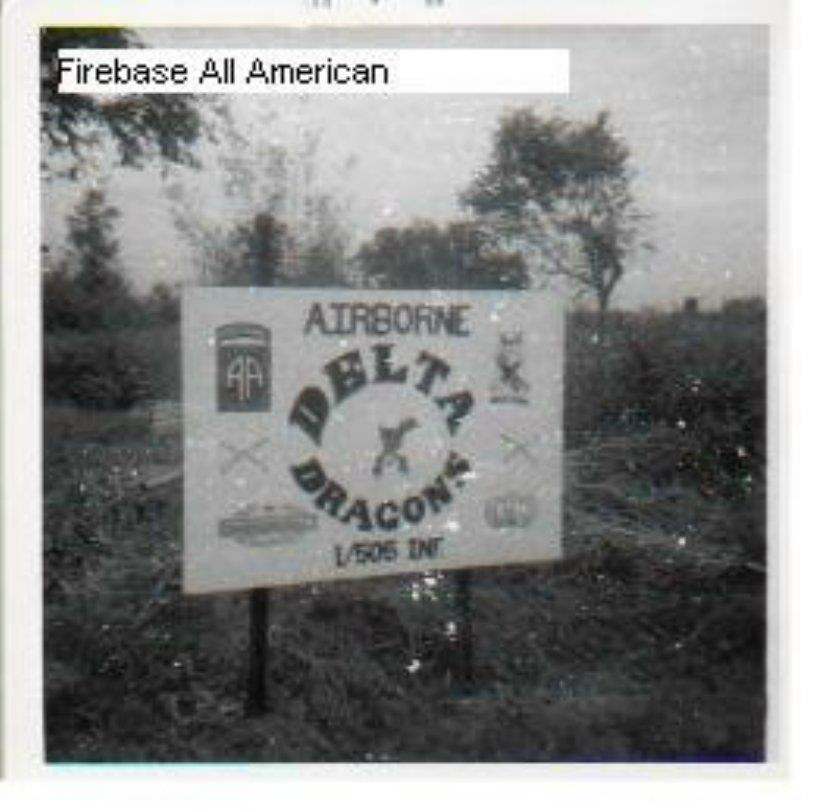 Firebase All American
AIRBORNE
AA
DELTA
DRAGONS
1/505 INF